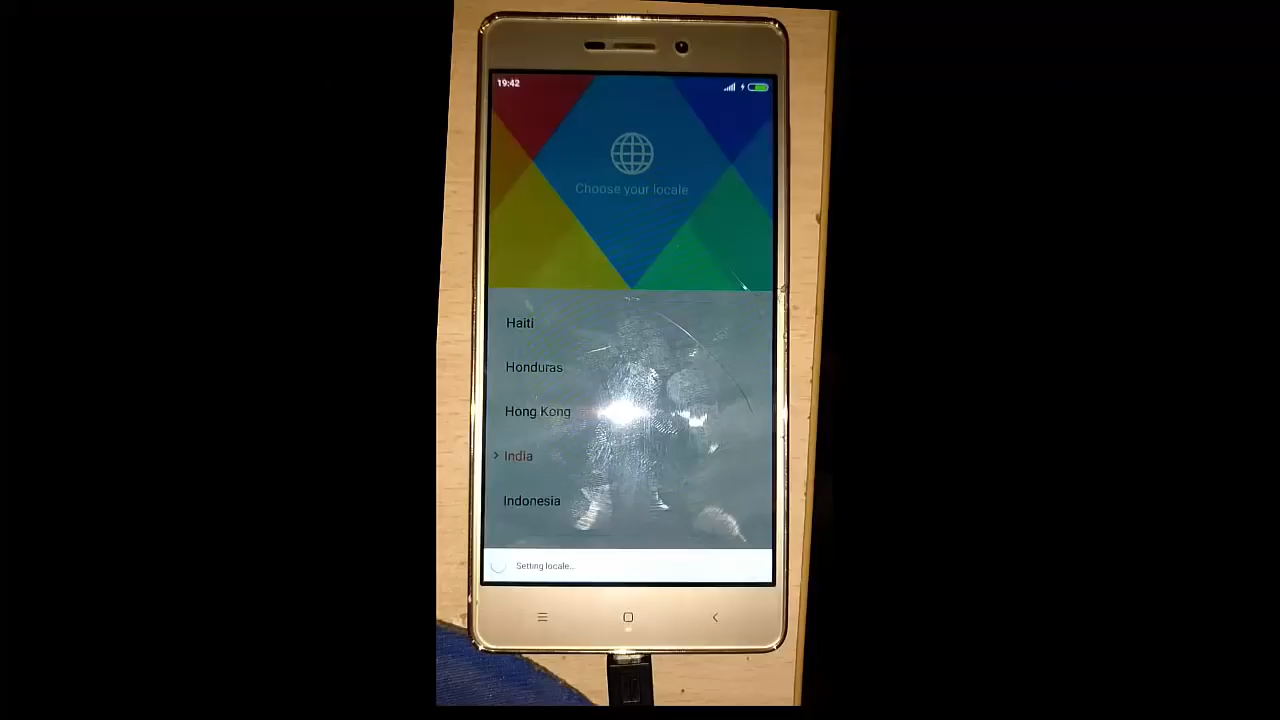 19:42
Choose your locale
Haiti
Honduras
Hong Kong
India
Indonesia
Setting locale...